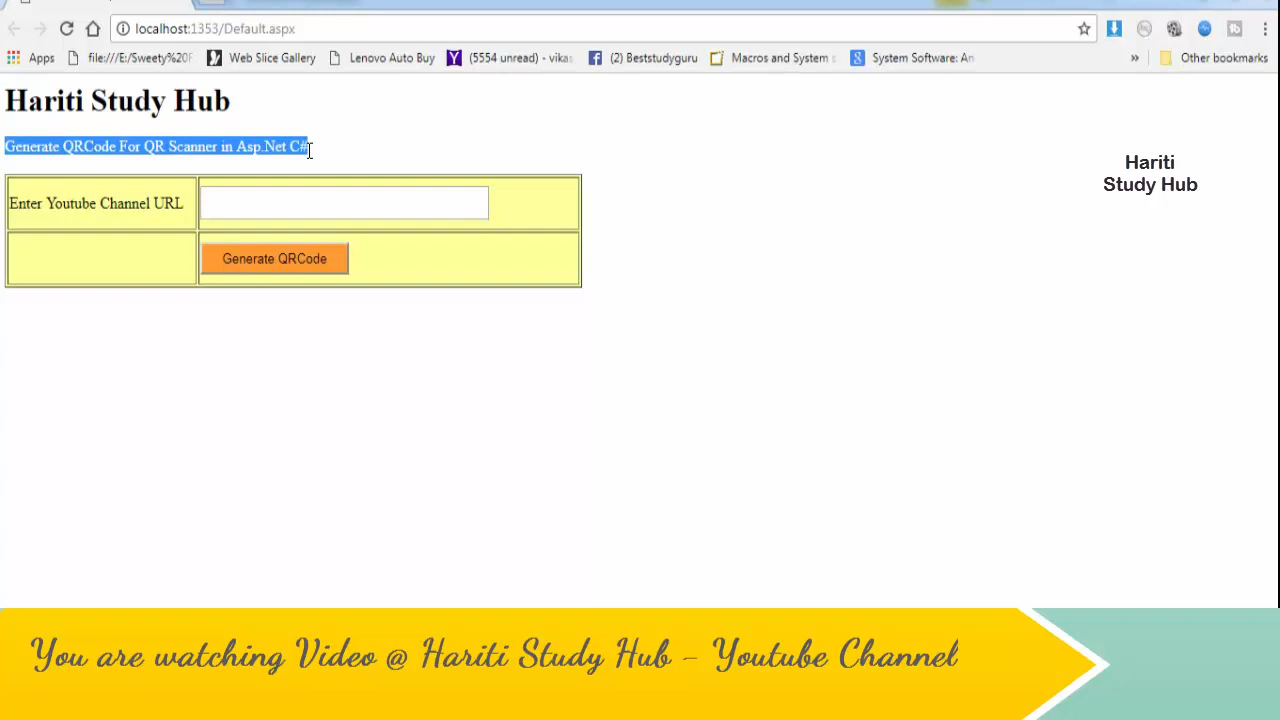 localhost:1353/Default.aspx
Apps file:///E:/Sweety%20F Web Slice Gallery Lenovo Auto Buy (5554 unread) - vikas (2) Beststudyguru Macros and System System Software: An » Other bookmarks
Hariti Study Hub
Generate QRCode For QR Scanner in Asp.Net C#
Hariti
Study Hub
Enter Youtube Channel URL
Generate QRCode
You are watching Video @ Hariti Study Hub - Youtube Channel